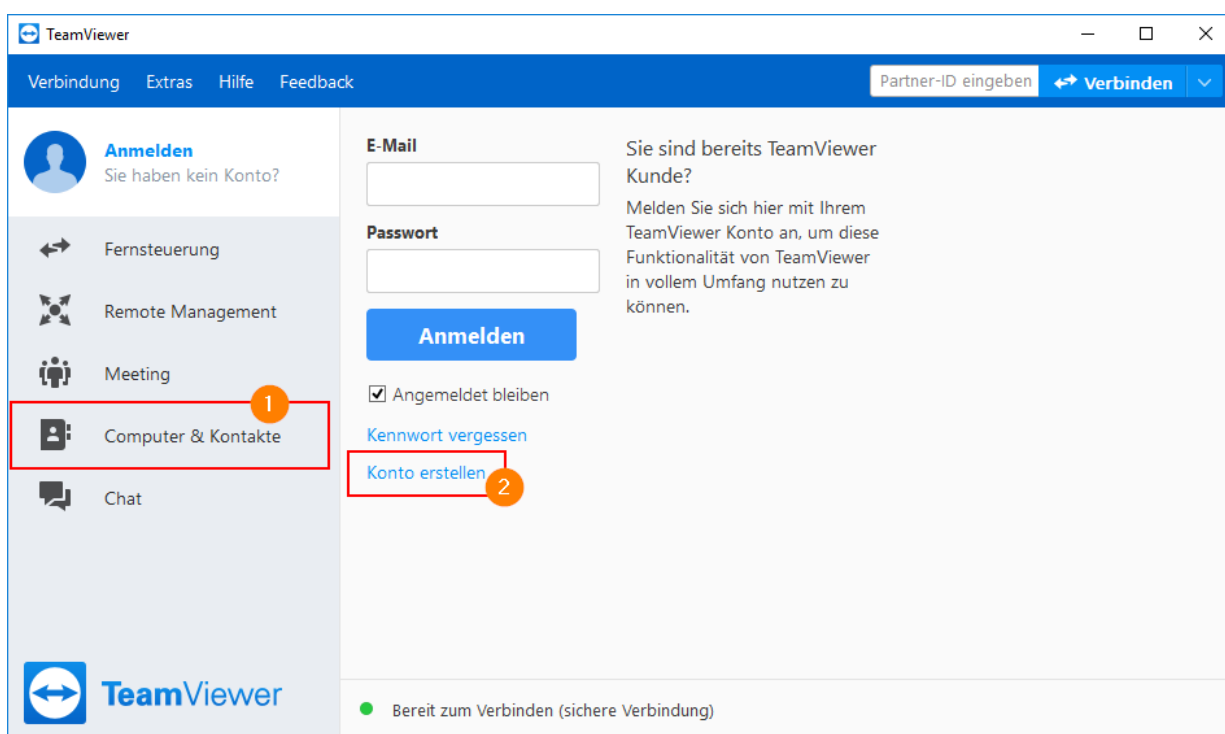 TeamViewer
Verbindung Extras Hilfe Feedback
Partner-ID eingeben Verbinden
Anmelden
Sie haben kein Konto?
Fernsteuerung
Remote Management
Meeting
1
Computer & Kontakte
Chat
TeamViewer
E-Mail
Passwort
Anmelden
Angemeldet bleiben
Kennwort vergessen
Konto erstellen
2
Sie sind bereits TeamViewer
Kunde?
Melden Sie sich hier mit Ihrem
TeamViewer Konto an, um diese
Funktionalität von TeamViewer
in vollem Umfang nutzen zu
können.
Bereit zum Verbinden (sichere Verbindung)